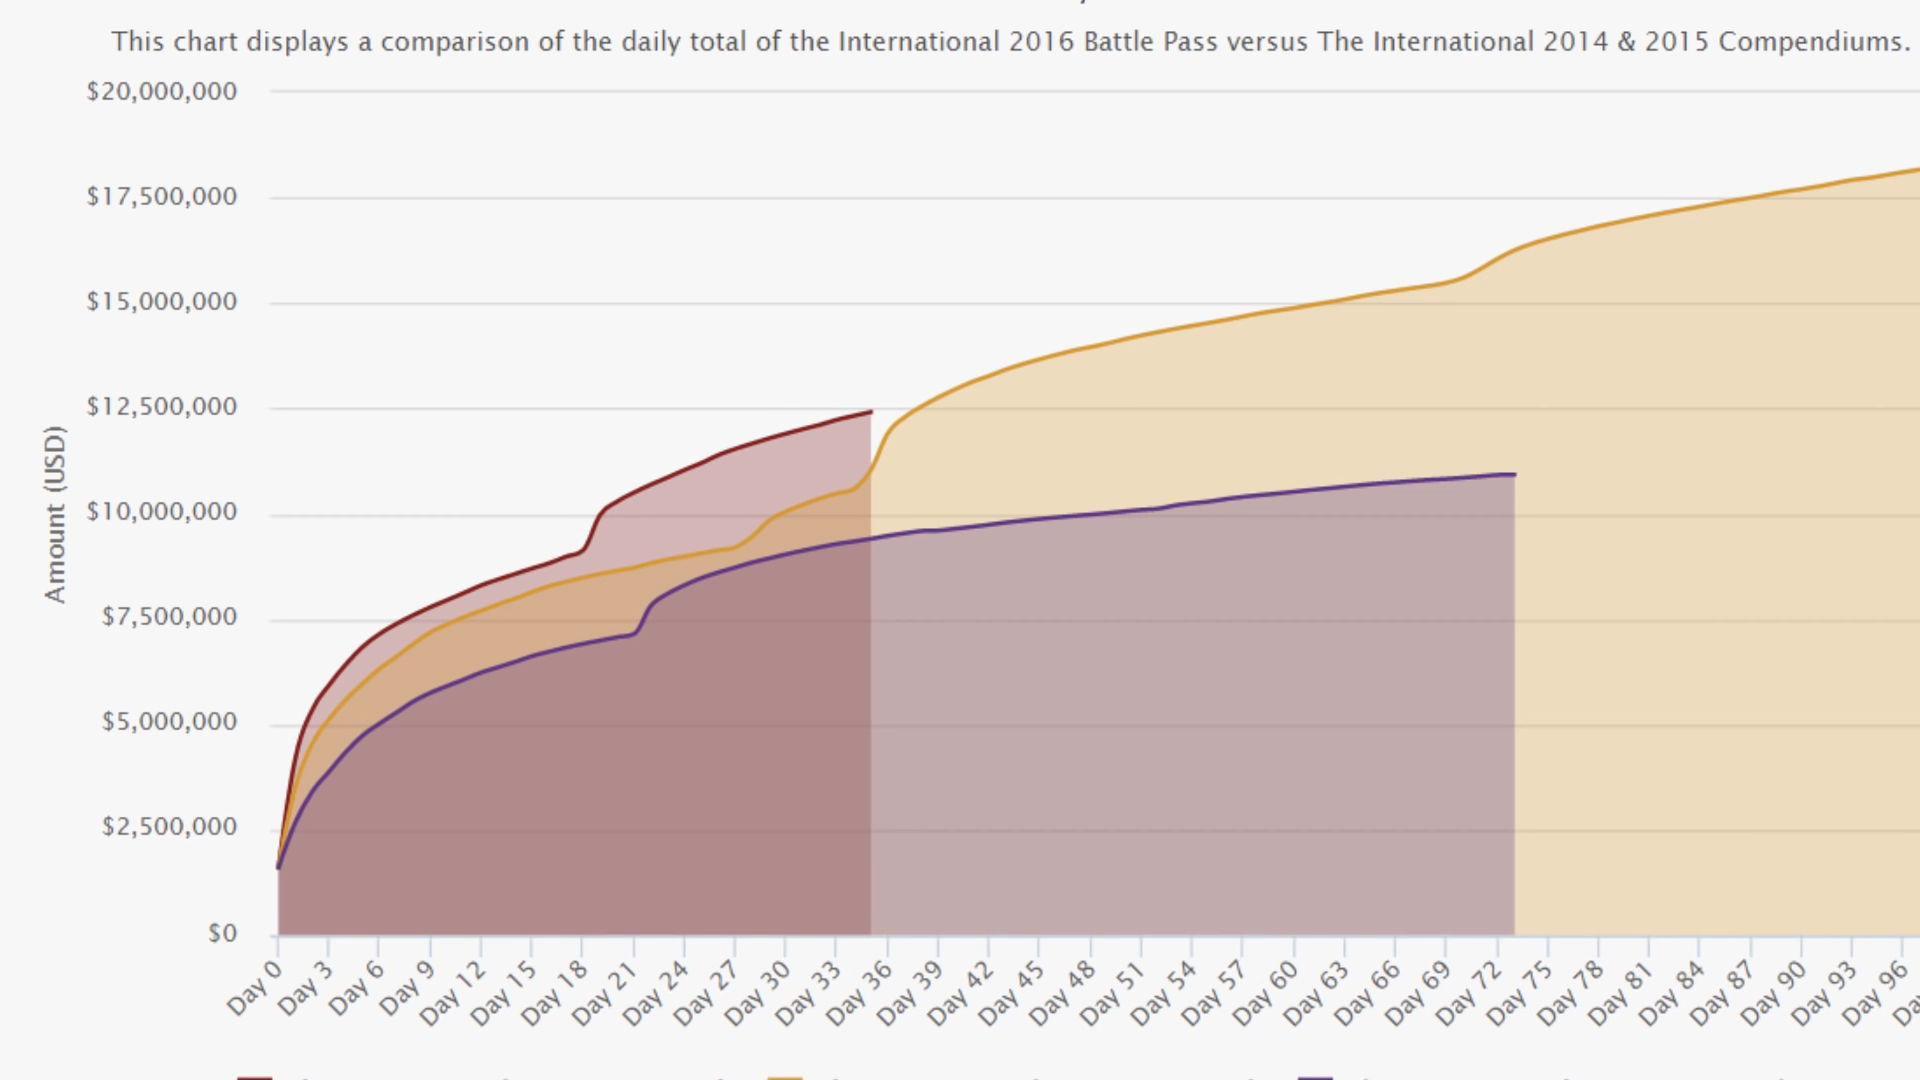 This chart displays a comparison of the daily total of the International 2016 Battle Pass versus The International 2014 & 2015 Compendiums.
$20,000,000
$17,500,000
$15,000,000
$12,500,000
$10,000,000
$7,500,000
$5,000,000
$2,500,000
$0
Amount (USD)
Day 0
Day 3
Day 6
Day 9
Day 12
Day 15
Day 18
Day 21
Day 24
Day 27
Day 30
Day 33
Day 36
Day 39
Day 42
Day 45
Day 48
Day 51
Day 54
Day 57
Day 60
Day 63
Day 66
Day 69
Day 72
Day 75
Day 78
Day 81
Day 84
Day 87
Day 90
Day 93
Day 96